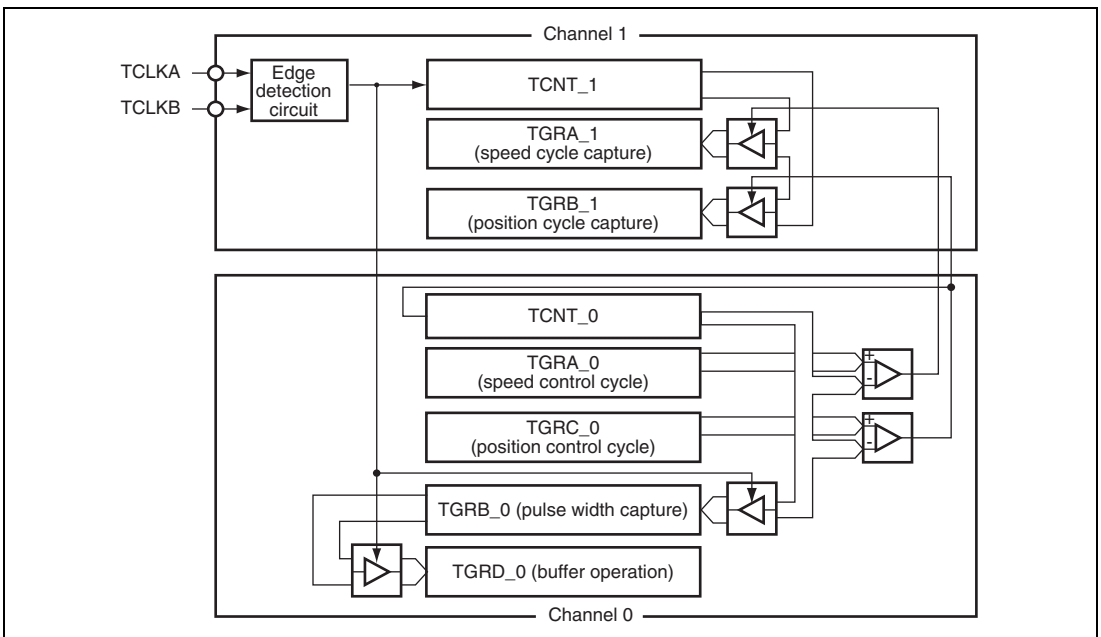 Channel 1
TCLKA
TCLKB
Edge
detection
circuit
TCNT_1
TGRA_1
(speed cycle capture)
TGRB_1
(position cycle capture)
TCNT_0
TGRA_0
(speed control cycle)
+
-
TGRC_0
(position control cycle)
+
-
TGRB_0 (pulse width capture)
TGRD_0 (buffer operation)
Channel 0